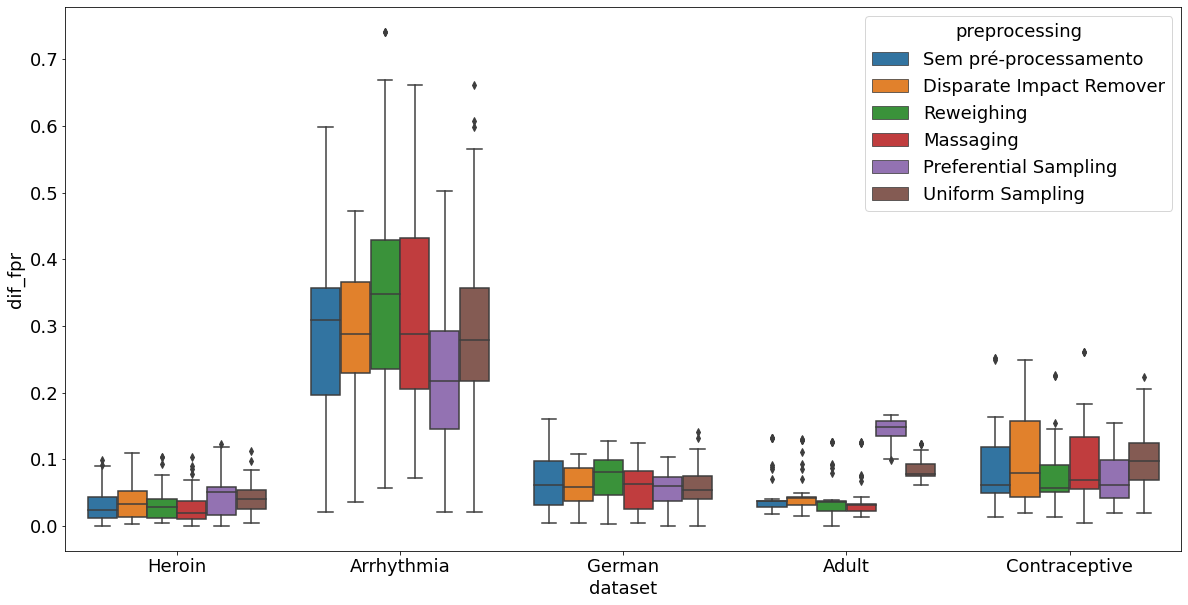 preprocessing
Sem pré-processamento
Disparate Impact Remover
Reweighing
Massaging
Preferential Sampling
Uniform Sampling
0.7
0.6
0.5
0.4
0.3
0.2
0.1
0.0
dif_fpr
Heroin Arrhythmia German Adult Contraceptive
dataset